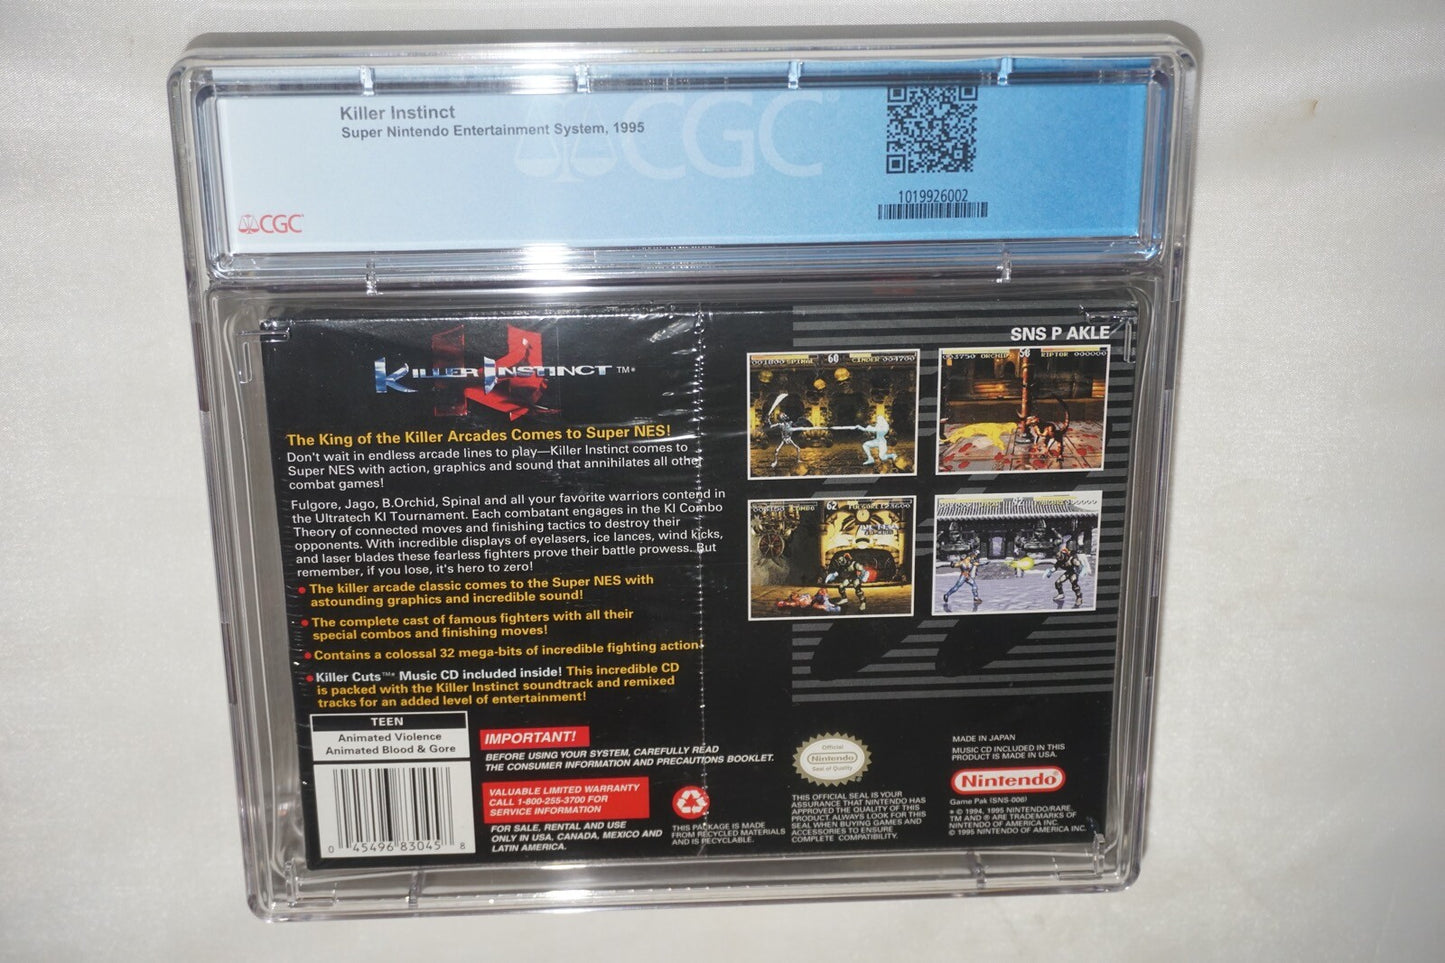 Killer Instinct
Super Nintendo Entertainment System, 1995
CGC
1019926002
CGC
SNS P AKLE
KILLER INSTINCT ™*
The King of the Killer Arcades Comes to Super NES!
Don't wait in endless arcade lines to play—Killer Instinct comes to
Super NES with action, graphics and sound that annihilates all other
combat games!
Fulgore, Jago, B.Orchid, Spinal and all your favorite warriors contend in
the Ultratech KI Tournament. Each combatant engages in the KI Combo
Theory of connected moves and finishing tactics to destroy their
opponents. With incredible displays of eyelasers, ice lances, wind kicks,
and laser blades these fearless fighters prove their battle prowess. But
remember, if you lose, it's hero to zero!
• The killer arcade classic comes to the Super NES with
astounding graphics and incredible sound!
• The complete cast of famous fighters with all their
special combos and finishing moves!
• Contains a colossal 32 mega-bits of incredible fighting action!
• Killer Cuts™* Music CD included inside! This incredible CD
is packed with the Killer Instinct soundtrack and remixed
tracks for an added level of entertainment!
001800 SPINAL 60 CINDER 004700
003750 ORCHID 58 RIPTOR 000000
62 FULGORE 123600
TEEN
Animated Violence
Animated Blood & Gore
0 45496 83045 8
IMPORTANT!
BEFORE USING YOUR SYSTEM, CAREFULLY READ
THE CONSUMER INFORMATION AND PRECAUTIONS BOOKLET.
VALUABLE LIMITED WARRANTY
CALL 1-800-255-3700 FOR
SERVICE INFORMATION
FOR SALE, RENTAL AND USE
ONLY IN USA, CANADA, MEXICO AND
LATIN AMERICA.
THIS PACKAGE IS MADE
FROM RECYCLED MATERIALS
AND IS RECYCLABLE.
Official
Nintendo
Seal of Quality
THIS OFFICIAL SEAL IS YOUR
ASSURANCE THAT NINTENDO HAS
APPROVED THE QUALITY OF THIS
PRODUCT. ALWAYS LOOK FOR THIS
SEAL WHEN BUYING GAMES AND
ACCESSORIES TO ENSURE
COMPLETE COMPATIBILITY.
MADE IN JAPAN
MUSIC CD INCLUDED IN THIS
PRODUCT IS MADE IN USA.
Nintendo®
Game Pak (SNS-006)
* © 1994, 1995 NINTENDO/RARE.
TM AND ® ARE TRADEMARKS OF
NINTENDO OF AMERICA INC.
© 1995 NINTENDO OF AMERICA INC.